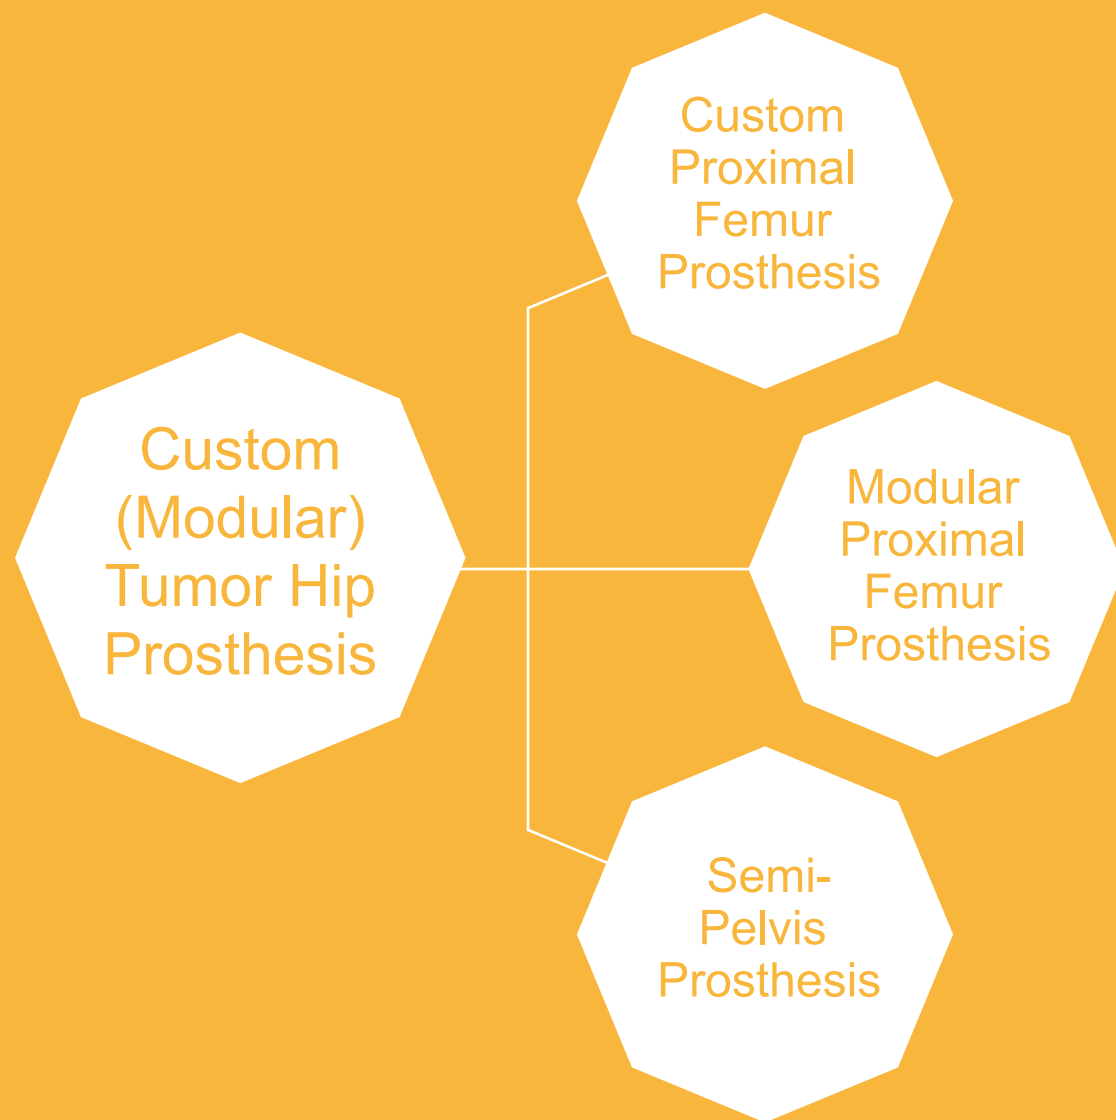 Custom
(Modular)
Tumor Hip
Prosthesis
Custom
Proximal
Femur
Prosthesis
Modular
Proximal
Femur
Prosthesis
Semi-
Pelvis
Prosthesis